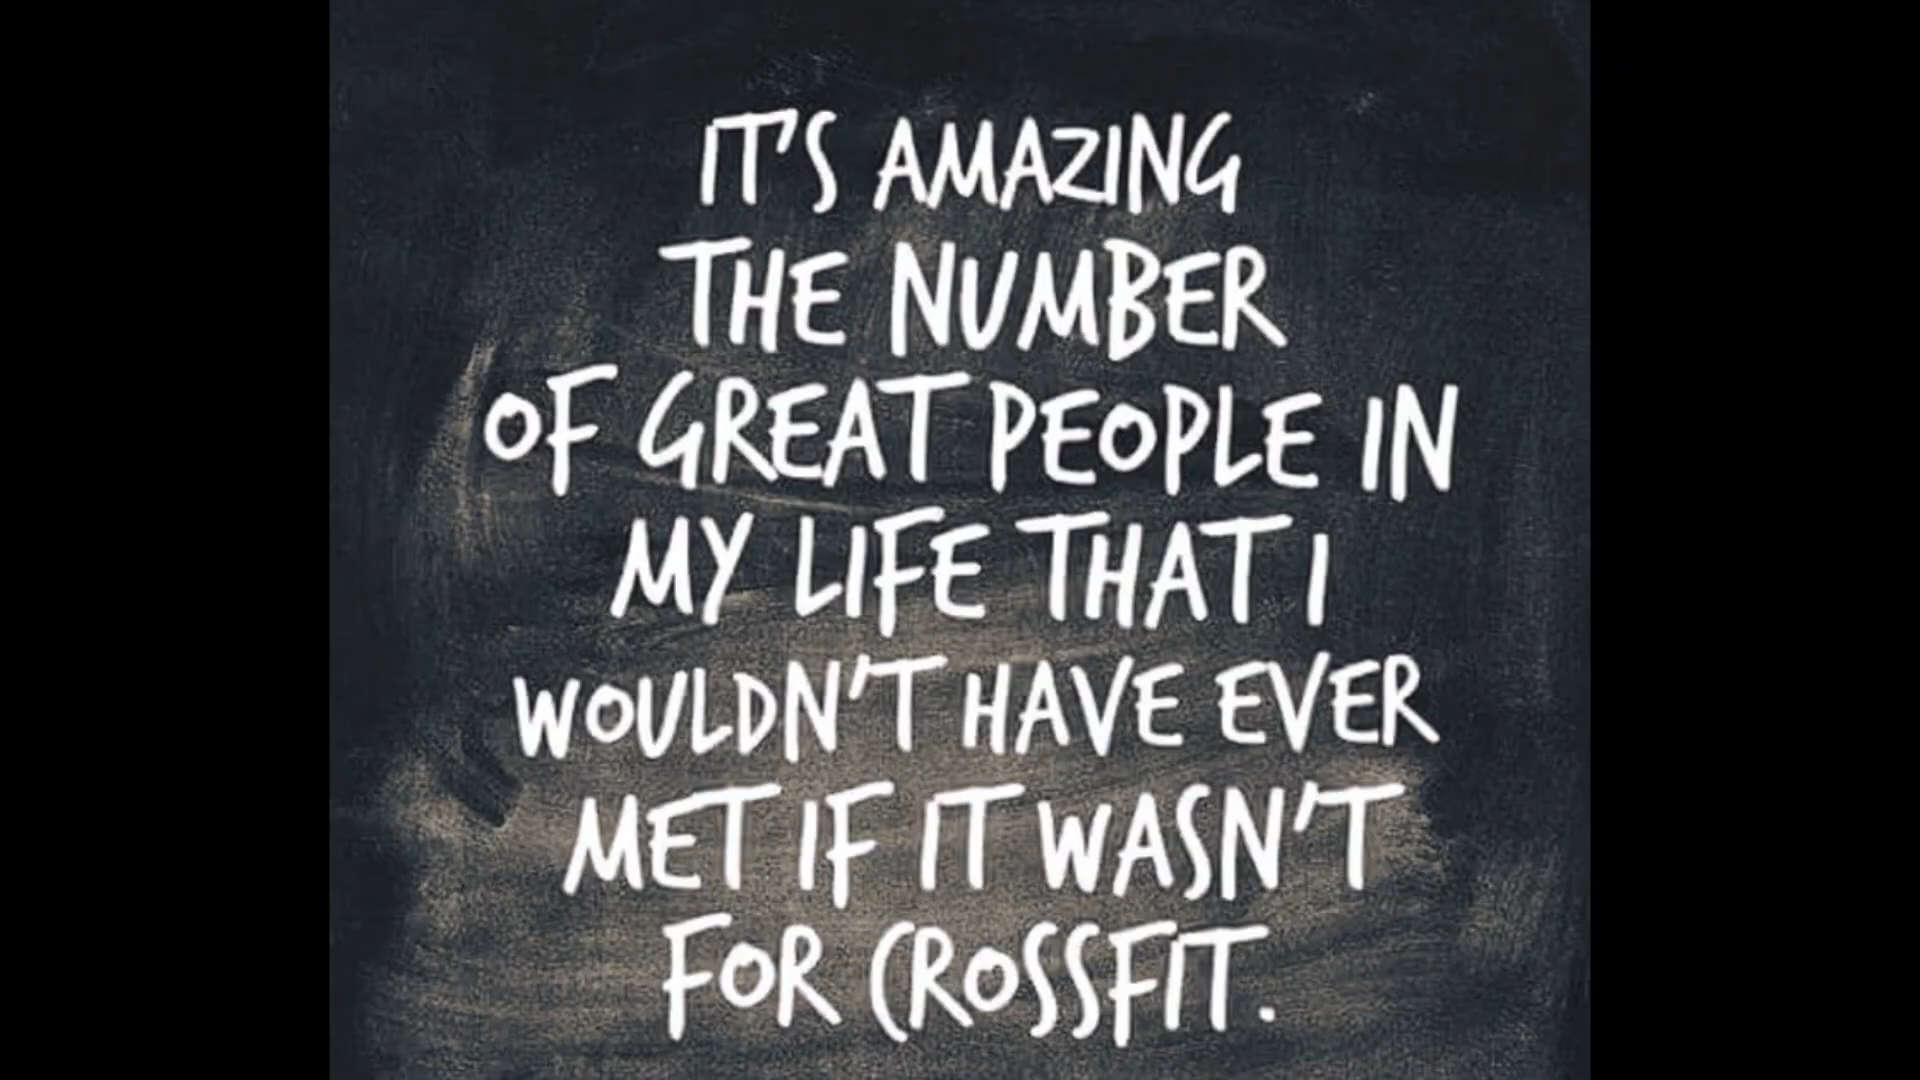 IT'S AMAZING
THE NUMBER
OF GREAT PEOPLE IN
MY LIFE THAT I
WOULDN'T HAVE EVER
MET IF IT WASN'T
FOR CROSSFIT.